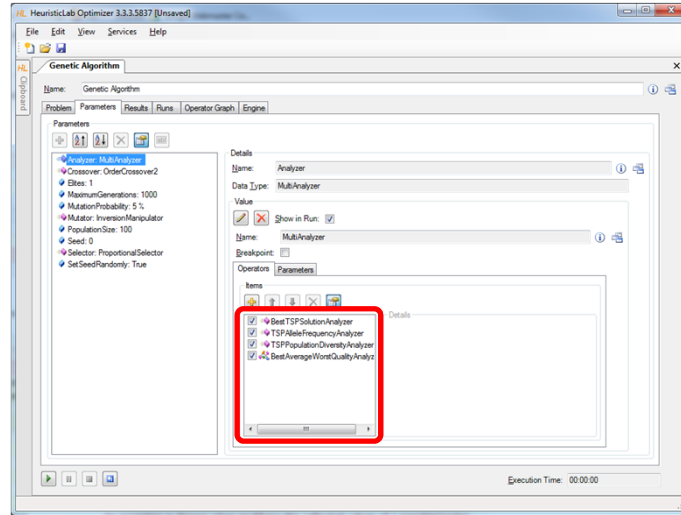 HL HeuristicLab Optimizer 3.3.3.5837 [Unsaved]
File Edit View Services Help
HL Genetic Algorithm
Clipboard
Name: Genetic Algorithm
Problem Parameters Results Runs Operator Graph Engine
Parameters
Analyzer: MultiAnalyzer
Crossover: OrderCrossover2
Elites: 1
MaximumGenerations: 1000
MutationProbability: 5 %
Mutator: InversionManipulator
PopulationSize: 100
Seed: 0
Selector: ProportionalSelector
SetSeedRandomly: True
Details
Name: Analyzer
Data Type: MultiAnalyzer
Value
Show in Run:
Name: MultiAnalyzer
Breakpoint:
Operators Parameters
Items
BestTSPSolutionAnalyzer
TSPAlleleFrequencyAnalyzer
TSPPopulationDiversityAnalyzer
BestAverageWorstQualityAnalyz
Details
Execution Time: 00:00:00